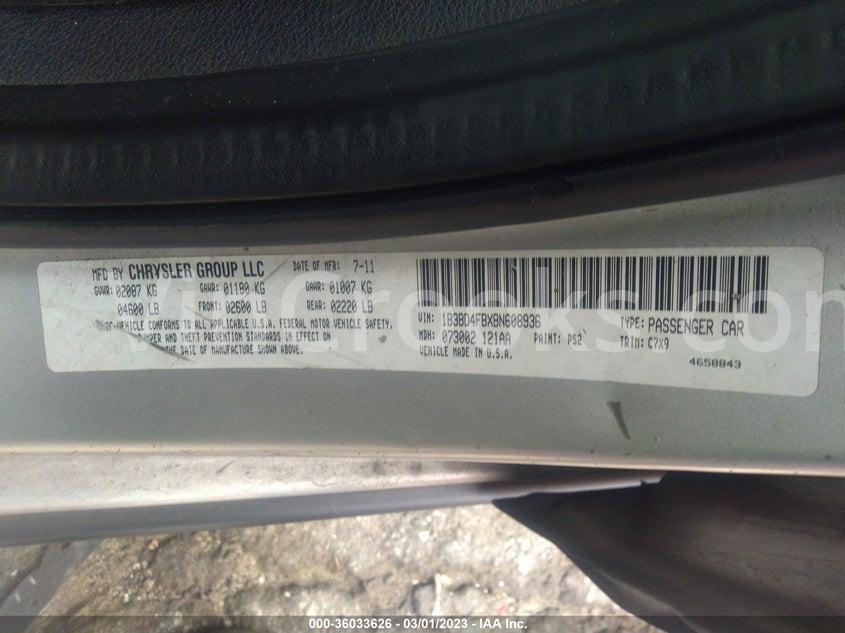 MFD BY CHRYSLER GROUP LLC DATE OF MFR: 7-11
GVWR: 02087 KG GAWR: 01180 KG GAWR: 01007 KG
04600 LB FRONT: 02600 LB REAR: 02220 LB
VEHICLE CONFORMS TO ALL APPLICABLE U.S.A. FEDERAL MOTOR VEHICLE SAFETY,
BUMPER AND THEFT PREVENTION STANDARDS IN EFFECT ON
THE DATE OF MANUFACTURE SHOWN ABOVE.
VIN: 1B3BD4FBXBN608936 TYPE: PASSENGER CAR
MDH: 073002 121AA PAINT: PS2 TRIM: C7X9
VEHICLE MADE IN U.S.A. 4658843
000-36033626 - 03/01/2023 - IAA Inc.